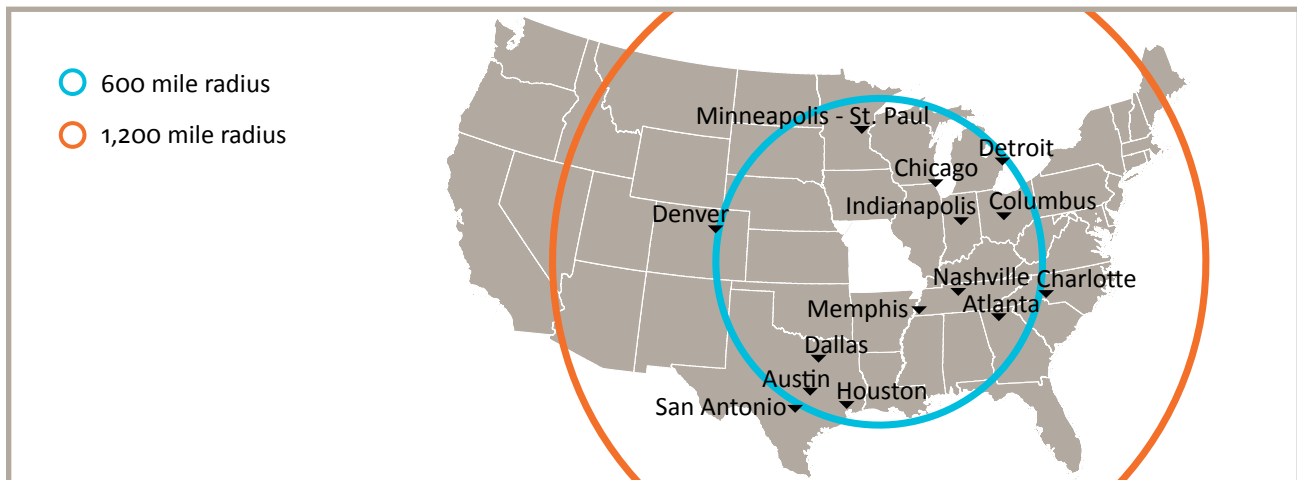 600 mile radius
1,200 mile radius
Minneapolis - St. Paul
Detroit
Chicago
Indianapolis
Columbus
Denver
Nashville
Charlotte
Memphis
Atlanta
Dallas
Austin
Houston
San Antonio